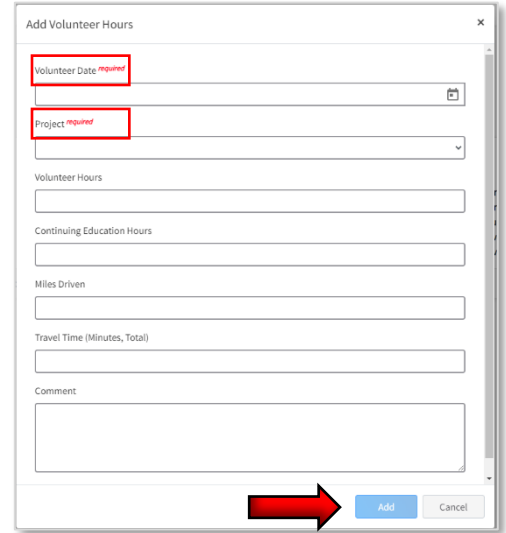 Add Volunteer Hours ×
Volunteer Date required
Project required
Volunteer Hours
Continuing Education Hours
Miles Driven
Travel Time (Minutes, Total)
Comment
Add Cancel